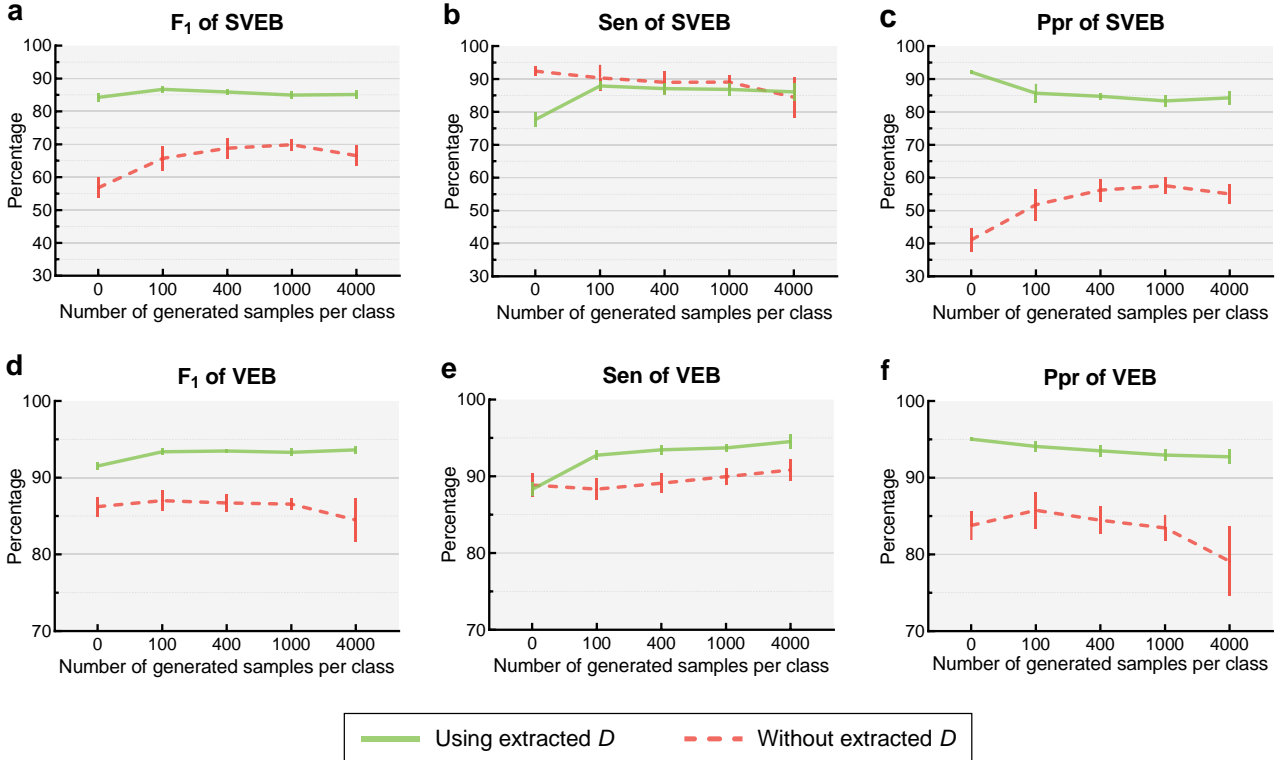 a
F1 of SVEB
Percentage
100
90
80
70
60
50
40
30
0 100 400 1000 4000
Number of generated samples per class
b
Sen of SVEB
Percentage
100
90
80
70
60
50
40
30
0 100 400 1000 4000
Number of generated samples per class
c
Ppr of SVEB
Percentage
100
90
80
70
60
50
40
30
0 100 400 1000 4000
Number of generated samples per class
d
F1 of VEB
Percentage
100
90
80
70
0 100 400 1000 4000
Number of generated samples per class
e
Sen of VEB
Percentage
100
90
80
70
0 100 400 1000 4000
Number of generated samples per class
f
Ppr of VEB
Percentage
100
90
80
70
0 100 400 1000 4000
Number of generated samples per class
Using extracted D
Without extracted D